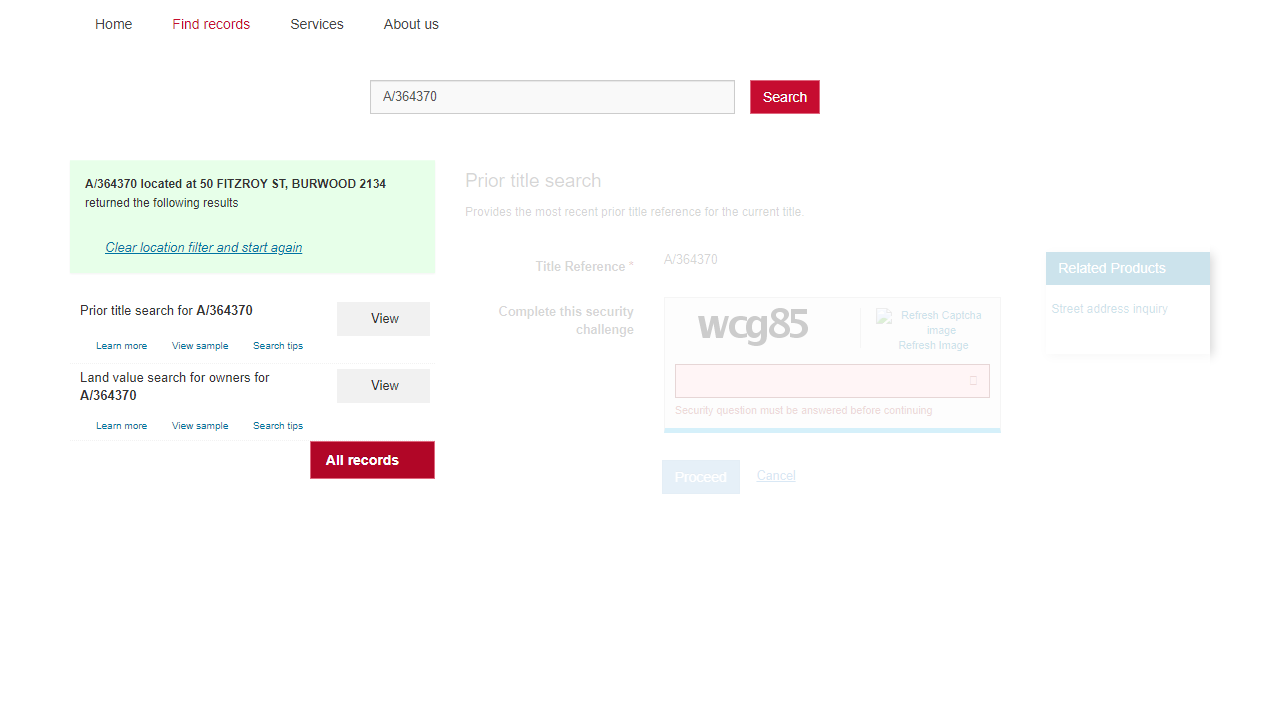 Home Find records Services About us
A/364370 Search
A/364370 located at 50 FITZROY ST, BURWOOD 2134
returned the following results
Clear location filter and start again
Prior title search for A/364370 View
Learn more View sample Search tips
Land value search for owners for
A/364370
View
Learn more View sample Search tips
All records
Prior title search
Provides the most recent prior title reference for the current title.
Title Reference * A/364370
Complete this security
challenge
wcg85
Refresh Captcha
image
Refresh Image
Security question must be answered before continuing
Proceed Cancel
Related Products
Street address inquiry